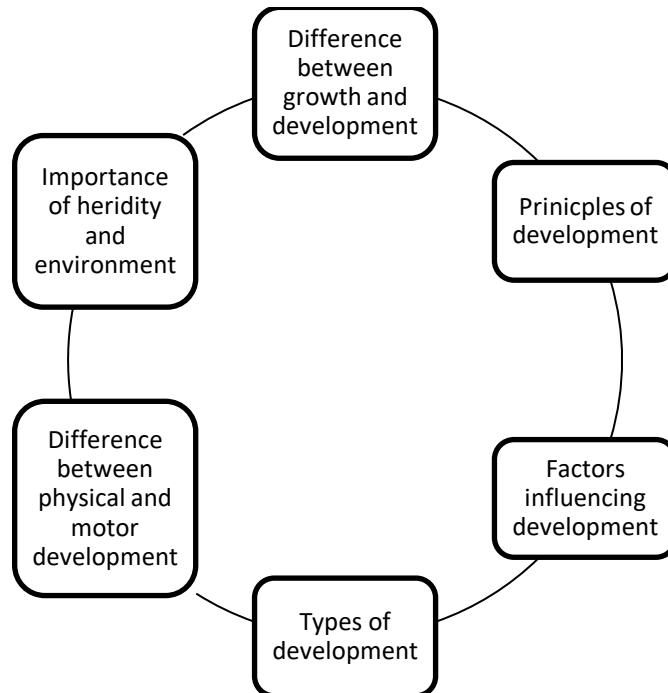 Difference
between
growth and
development
Prinicples of
development
Factors
influencing
development
Types of
development
Difference
between
physical and
motor
development
Importance
of heridity
and
environment